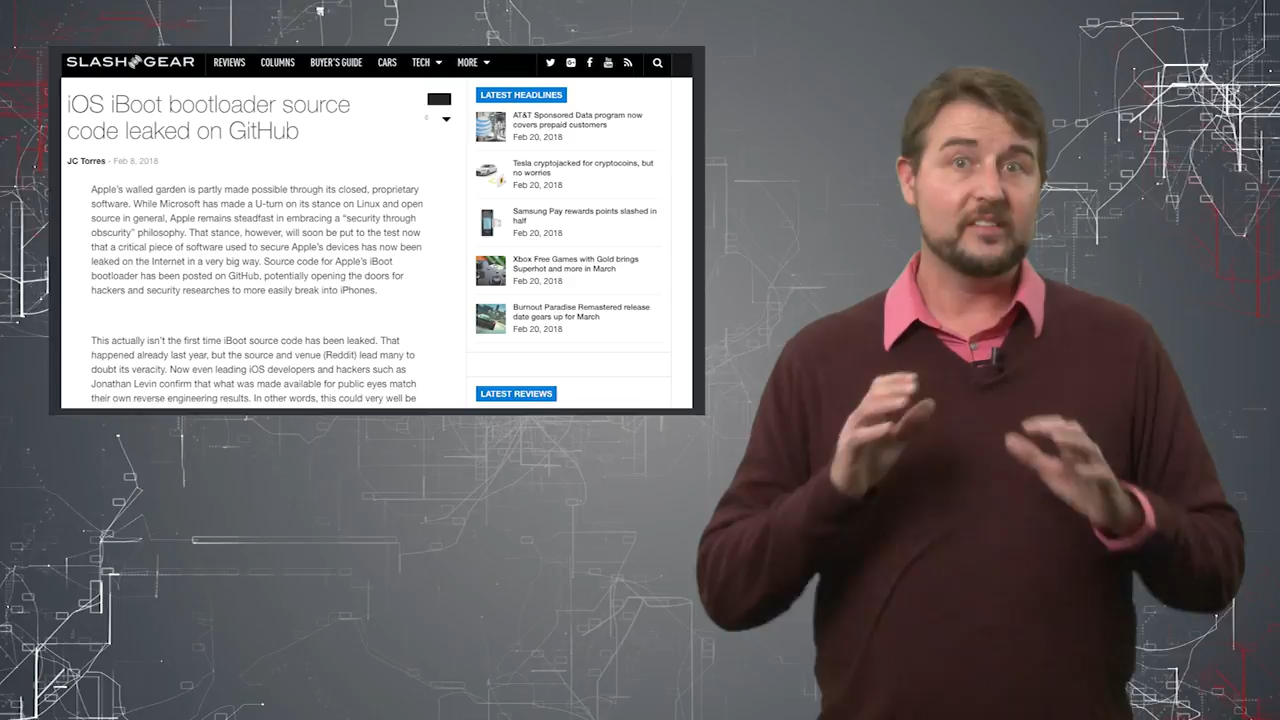 SLASHGEAR
REVIEWS COLUMNS BUYER'S GUIDE CARS TECH MORE
iOS iBoot bootloader source
code leaked on GitHub
JC Torres - Feb 8, 2018
Apple's walled garden is partly made possible through its closed, proprietary
software. While Microsoft has made a U-turn on its stance on Linux and open
source in general, Apple remains steadfast in embracing a “security through
obscurity” philosophy. That stance, however, will soon be put to the test now
that a critical piece of software used to secure Apple's devices has now been
leaked on the Internet in a very big way. Source code for Apple's iBoot
bootloader has been posted on GitHub, potentially opening the doors for
hackers and security researches to more easily break into iPhones.
This actually isn't the first time iBoot source code has been leaked. That
happened already last year, but the source and venue (Reddit) lead many to
doubt its veracity. Now even leading iOS developers and hackers such as
Jonathan Levin confirm that what was made available for public eyes match
their own reverse engineering results. In other words, this could very well be
LATEST HEADLINES
AT&T Sponsored Data program now
covers prepaid customers
Feb 20, 2018
Tesla cryptojacked for cryptocoins, but
no worries
Feb 20, 2018
Samsung Pay rewards points slashed in
half
Feb 20, 2018
Xbox Free Games with Gold brings
Superhot and more in March
Feb 20, 2018
Burnout Paradise Remastered release
date gears up for March
Feb 20, 2018
LATEST REVIEWS